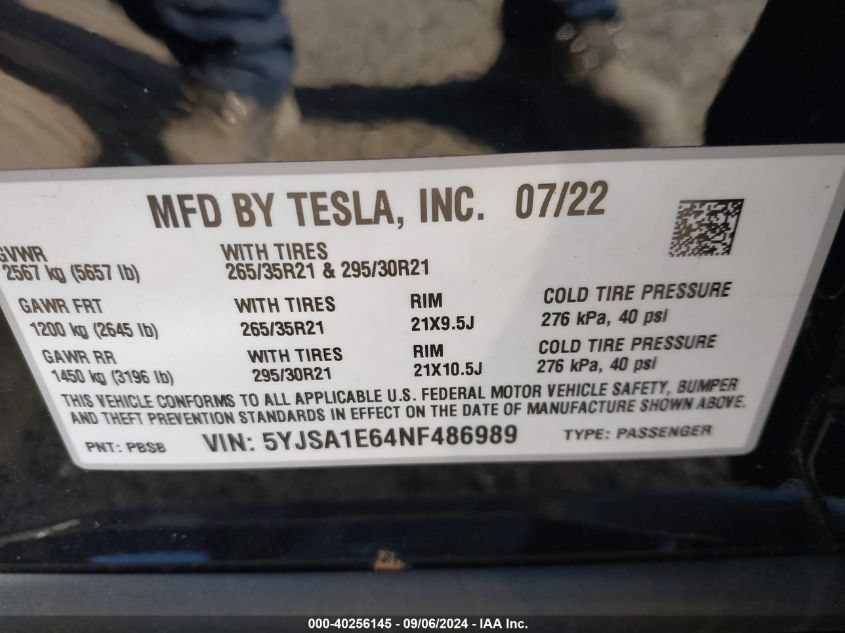 MFD BY TESLA, INC. 07/22
GVWR
2567 kg (5657 lb)
WITH TIRES
265/35R21 & 295/30R21
GAWR FRT
1200 kg (2645 lb)
WITH TIRES
265/35R21
RIM
21X9.5J
COLD TIRE PRESSURE
276 kPa, 40 psi
GAWR RR
1450 kg (3196 lb)
WITH TIRES
295/30R21
RIM
21X10.5J
COLD TIRE PRESSURE
276 kPa, 40 psi
THIS VEHICLE CONFORMS TO ALL APPLICABLE U.S. FEDERAL MOTOR VEHICLE SAFETY, BUMPER
AND THEFT PREVENTION STANDARDS IN EFFECT ON THE DATE OF MANUFACTURE SHOWN ABOVE.
PNT: PBSB VIN: 5YJSA1E64NF486989 TYPE: PASSENGER
000-40256145 - 09/06/2024 - IAA Inc.